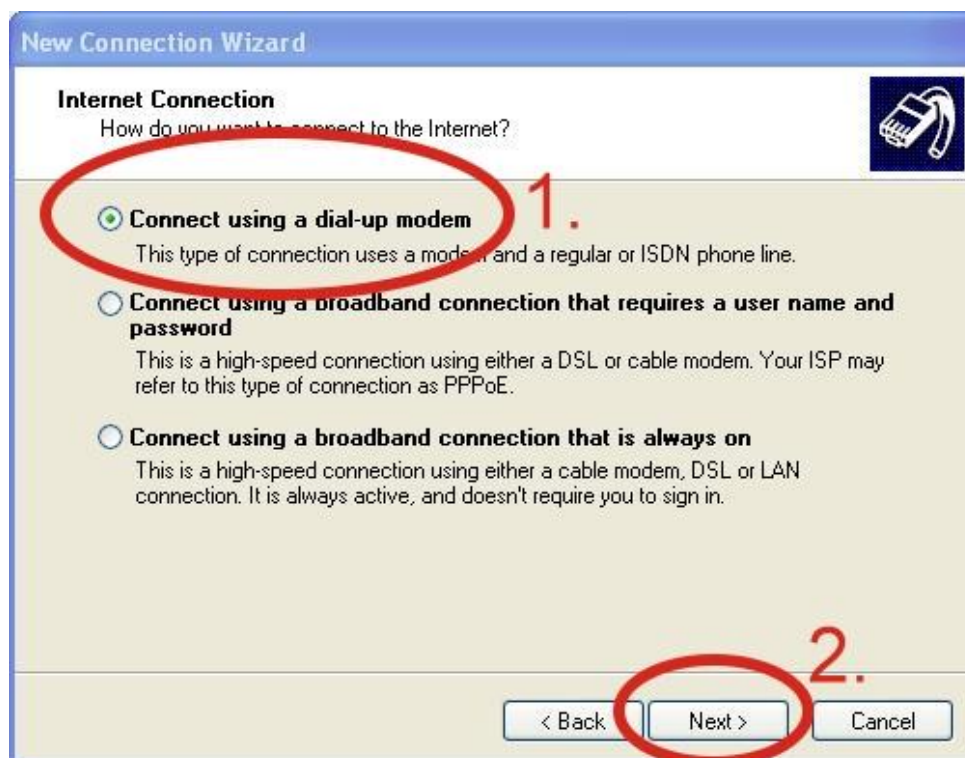 New Connection Wizard
Internet Connection
How do you want to connect to the Internet?
1.
Connect using a dial-up modem
This type of connection uses a modem and a regular or ISDN phone line.
Connect using a broadband connection that requires a user name and
password
This is a high-speed connection using either a DSL or cable modem. Your ISP may
refer to this type of connection as PPPoE.
Connect using a broadband connection that is always on
This is a high-speed connection using either a cable modem, DSL or LAN
connection. It is always active, and doesn't require you to sign in.
2.
< Back
Next >
Cancel